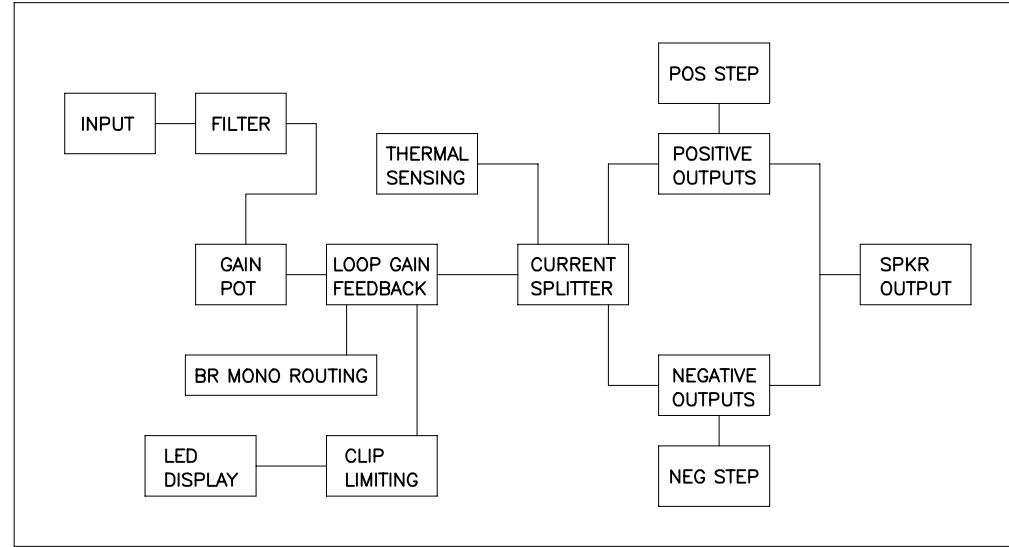 POS STEP
INPUT
FILTER
THERMAL
SENSING
POSITIVE
OUTPUTS
GAIN
POT
LOOP GAIN
FEEDBACK
CURRENT
SPLITTER
SPKR
OUTPUT
BR MONO ROUTING
NEGATIVE
OUTPUTS
LED
DISPLAY
CLIP
LIMITING
NEG STEP